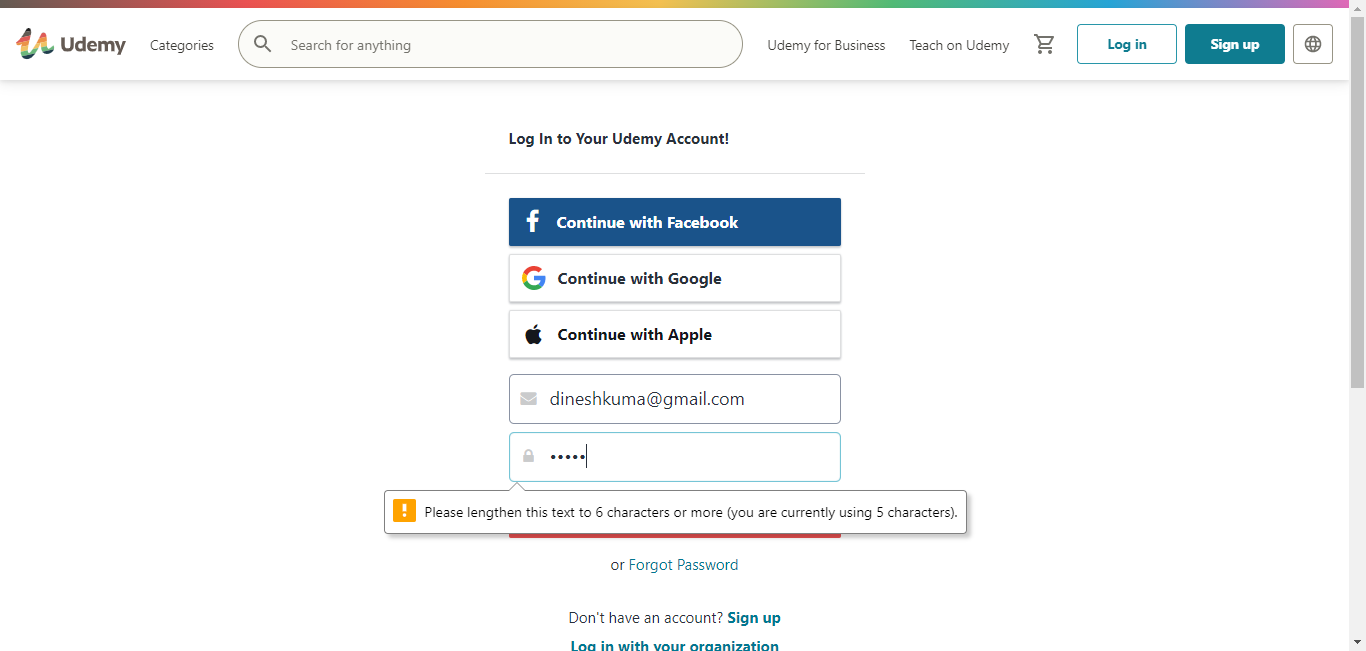 Udemy Categories Search for anything Udemy for Business Teach on Udemy Log in Sign up
Log In to Your Udemy Account!
Continue with Facebook
Continue with Google
Continue with Apple
dineshkuma@gmail.com
•••••
Please lengthen this text to 6 characters or more (you are currently using 5 characters).
or Forgot Password
Don't have an account? Sign up
Log in with your organization